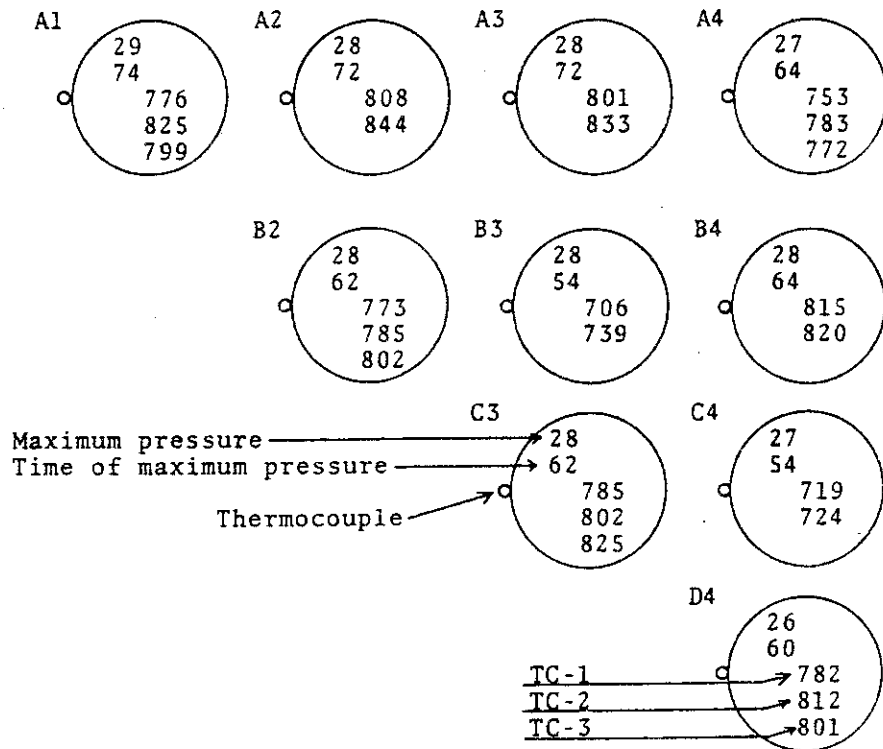 A1 A2 A3 A4
29 28 28 27
74 72 72 64
776 808 801 753
825 844 833 783
799 772
B2 B3 B4
28 28 28
62 54 64
773 706 815
785 739 820
802
C3 C4
Maximum pressure 28 27
Time of maximum pressure 62 54
785 719
Thermocouple 802 724
825
D4
26
60
TC-1 782
TC-2 812
TC-3 801